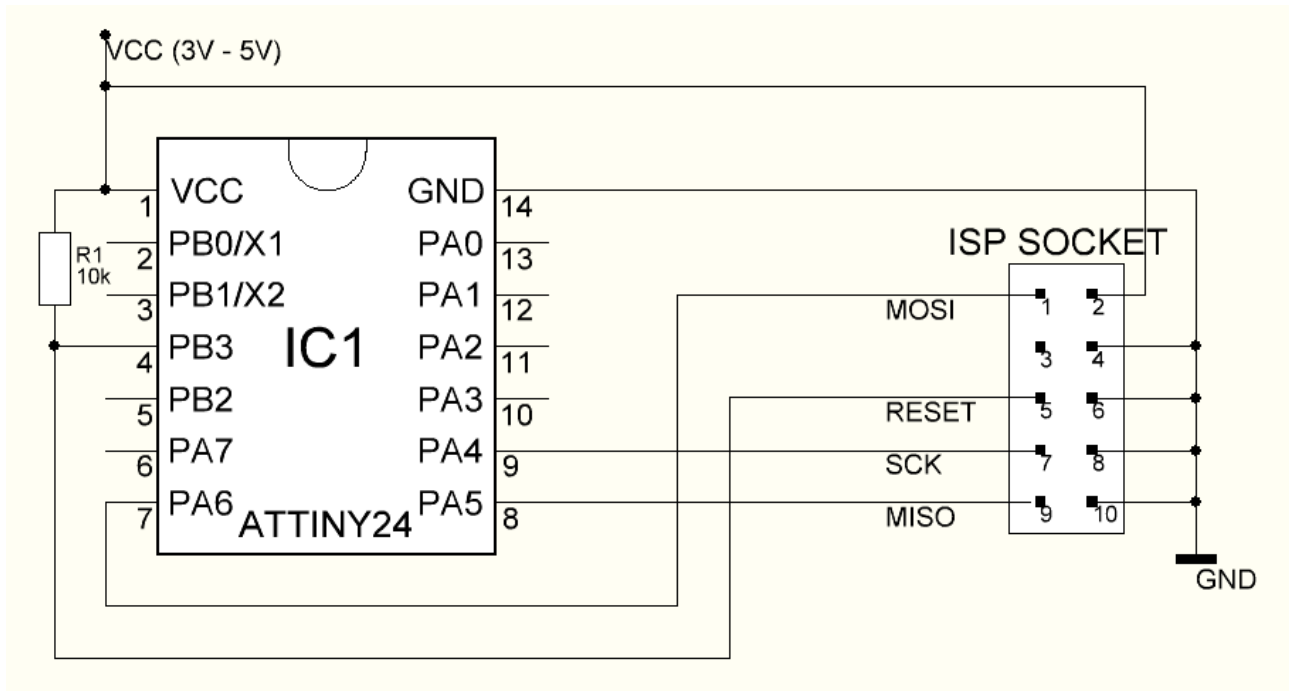 VCC (3V - 5V)
1 VCC GND 14
2 PB0/X1 PA0 13
3 PB1/X2 PA1 12
4 PB3 PA2 11
5 PB2 PA3 10
6 PA7 PA4 9
7 PA6 PA5 8
IC1
ATTINY24
R1
10k
ISP SOCKET
MOSI 1 2
3 4
RESET 5 6
SCK 7 8
MISO 9 10
GND